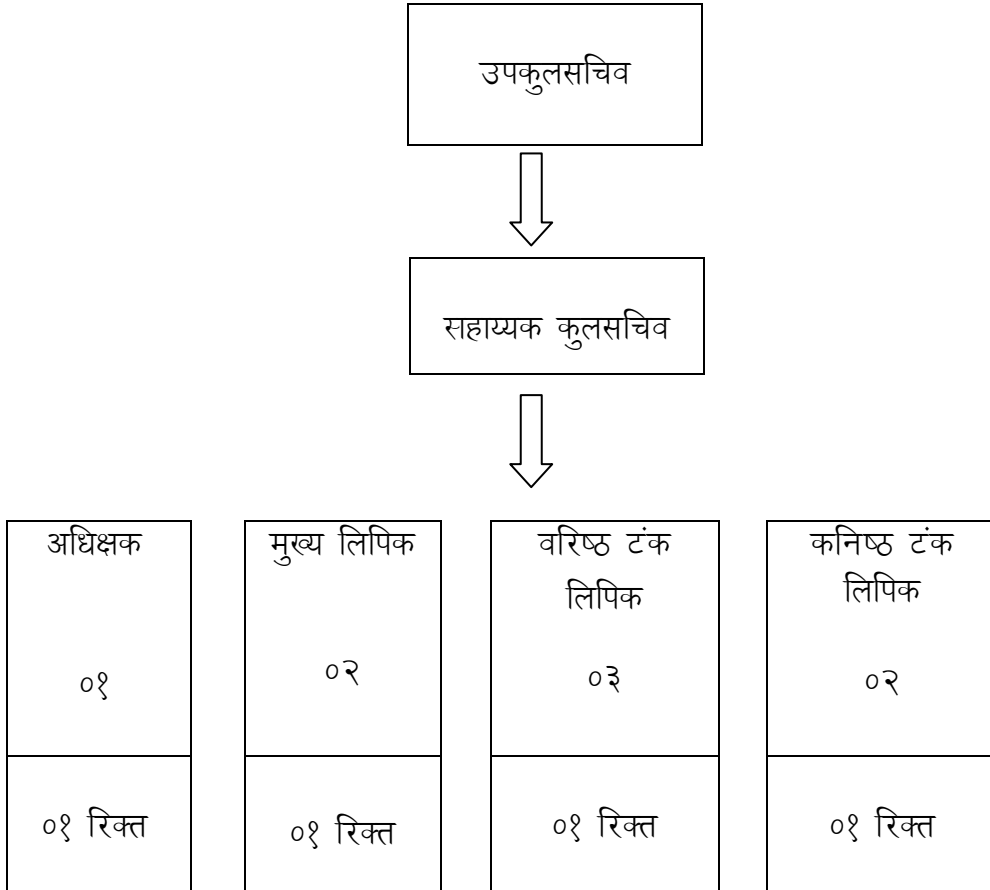 उपकुलसचिव
सहाय्यक कुलसचिव
अधिक्षक
०१
०१ रिक्त
मुख्य लिपिक
०२
०१ रिक्त
वरिष्ठ टंक
लिपिक
०३
०१ रिक्त
कनिष्ठ टंक
लिपिक
०२
०१ रिक्त